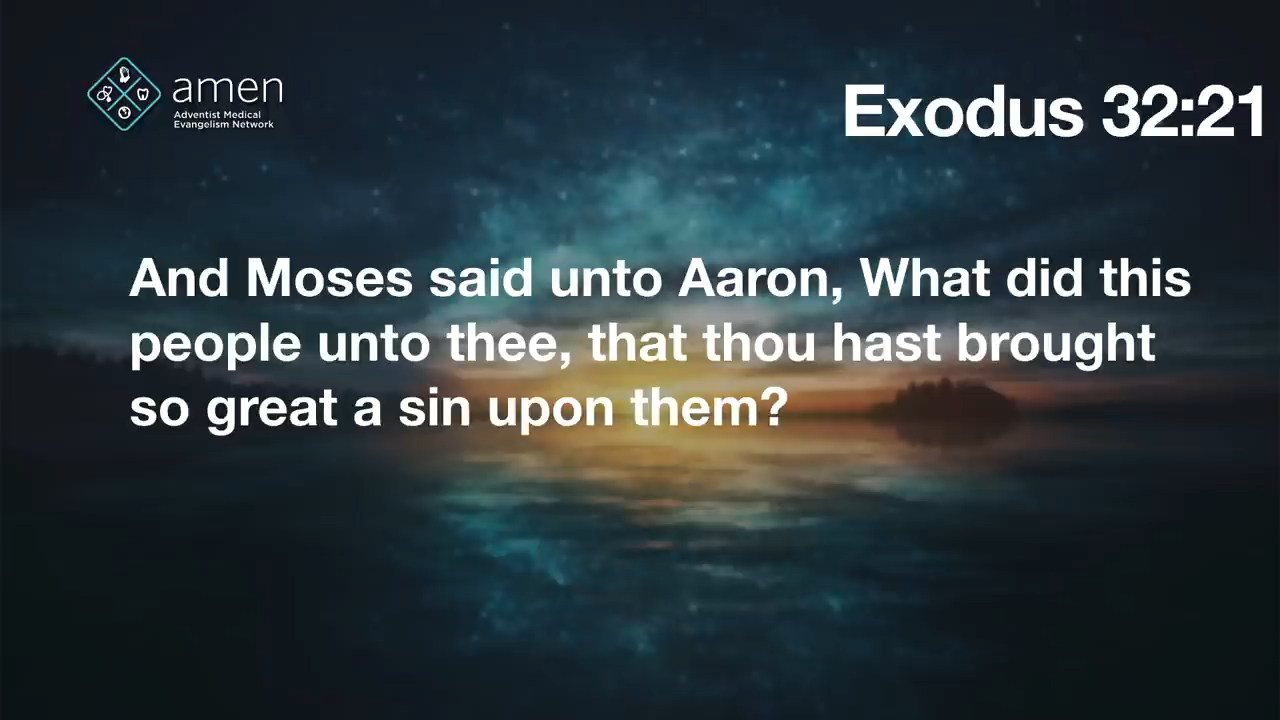 amen
Adventist Medical
Evangelism Network
Exodus 32:21
And Moses said unto Aaron, What did this
people unto thee, that thou hast brought
so great a sin upon them?